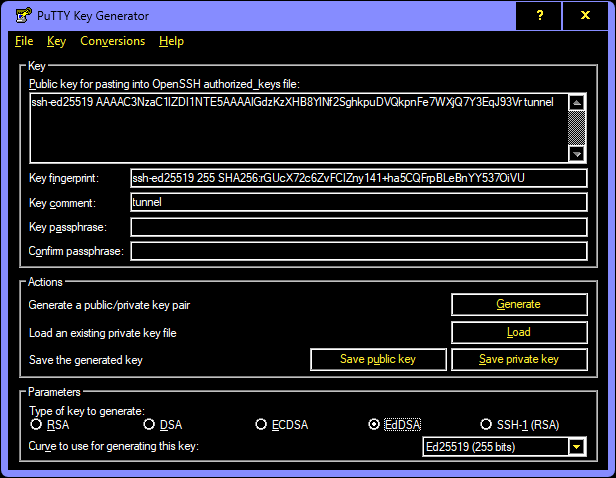 PuTTY Key Generator
? X
File Key Conversions Help
Key
Public key for pasting into OpenSSH authorized_keys file:
ssh-ed25519 AAAAC3NzaC1lZDI1NTE5AAAAIGdzKzXHB8YlNf2SghkpuDVQkpnFe7WXjQ7Y3EqJ93Vr tunnel
Key fingerprint: ssh-ed25519 255 SHA256:rGUcX72c6ZvFCIZny141+ha5CQFrpBLeBnYY537OiVU
Key comment: tunnel
Key passphrase:
Confirm passphrase:
Actions
Generate a public/private key pair Generate
Load an existing private key file Load
Save the generated key Save public key Save private key
Parameters
Type of key to generate:
RSA DSA ECDSA EdDSA SSH-1 (RSA)
Curve to use for generating this key: Ed25519 (255 bits)